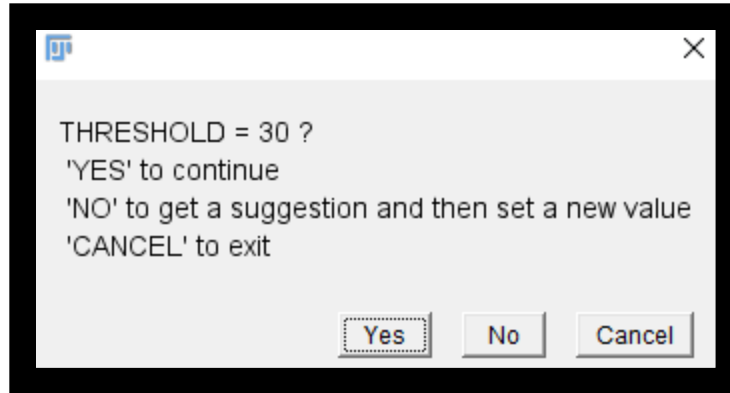 THRESHOLD = 30 ?
'YES' to continue
'NO' to get a suggestion and then set a new value
'CANCEL' to exit
Yes No Cancel